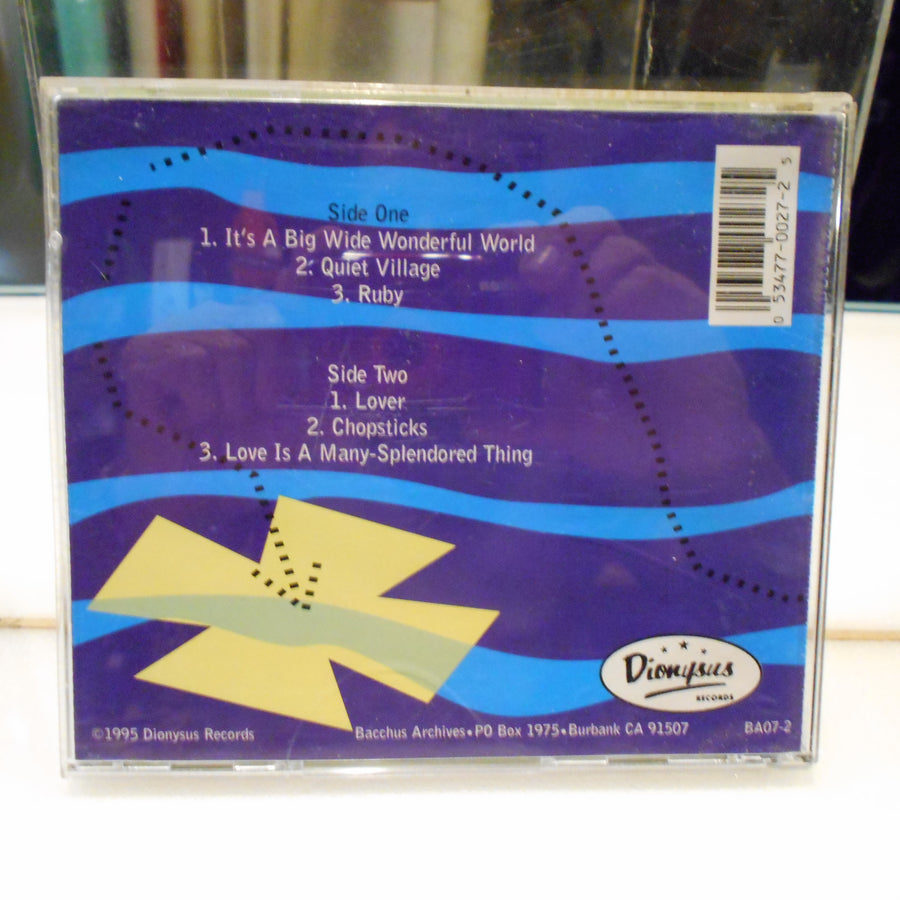 Side One
1. It's A Big Wide Wonderful World
2. Quiet Village
3. Ruby
Side Two
1. Lover
2. Chopsticks
3. Love Is A Many-Splendored Thing
0 53477-0027-2 5
Dionysus
RECORDS
©1995 Dionysus Records
Bacchus Archives•PO Box 1975•Burbank CA 91507
BA07-2